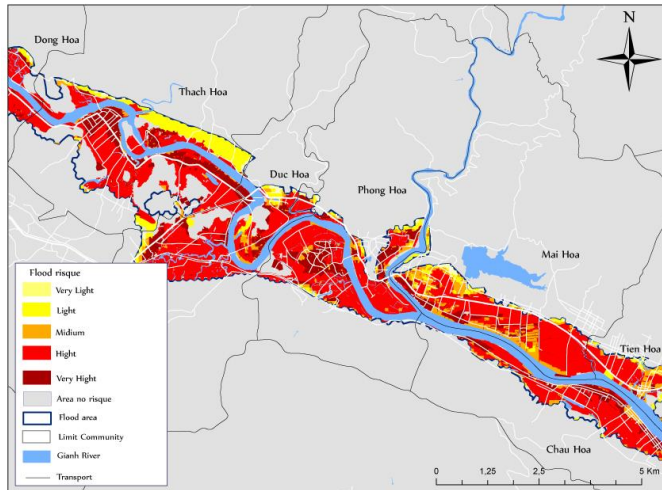 N
Dong Hoa
Thach Hoa
Duc Hoa
Phong Hoa
Mai Hoa
Tien Hoa
Chau Hoa
Flood risque
Very Light
Light
Midium
Hight
Very Hight
Area no risque
Flood area
Limit Community
Gianh River
Transport
0 1,25 2,5 5 Km